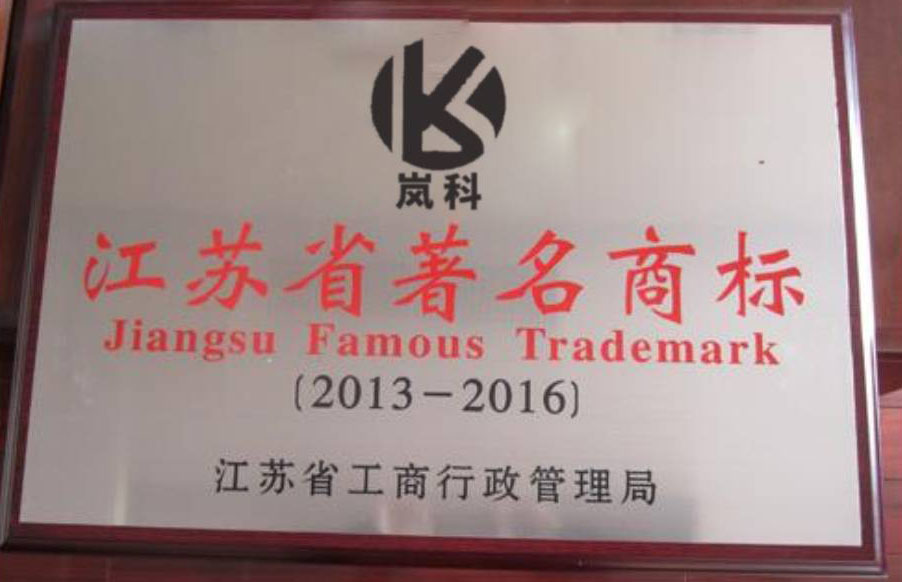 岚科
江苏省著名商标
Jiangsu Famous Trademark
(2013-2016)
江苏省工商行政管理局